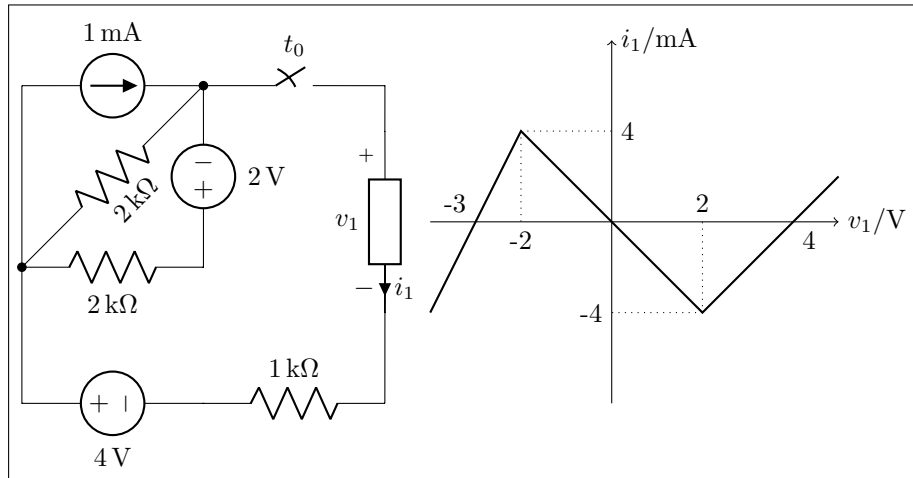 1 mA
t₀
i₁/mA
4
−
+
2 V
+
2 kΩ
v₁
-3
2
v₁/V
-2
4
− i₁
2 kΩ
-4
1 kΩ
+ −
4 V